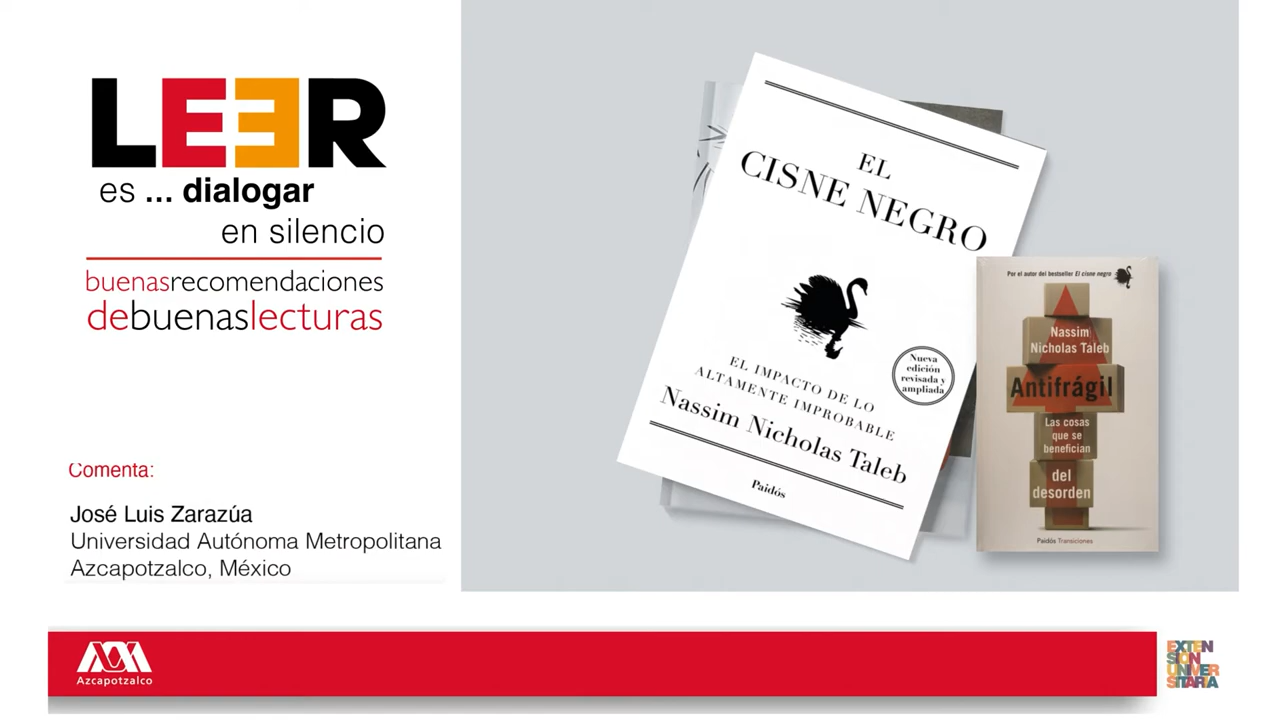 LEER
es ... dialogar
en silencio
buenasrecomendaciones
debuenaslecturas
Comenta:
José Luis Zarazúa
Universidad Autónoma Metropolitana
Azcapotzalco, México
EL
CISNE NEGRO
EL IMPACTO DE LO
ALTAMENTE IMPROBABLE
Nueva
edición
revisada y
ampliada
Nassim Nicholas Taleb
Paidós
Por el autor del bestseller El cisne negro
Nassim
Nicholas Taleb
Antifrágil
Las cosas
que se
benefician
del
desorden
Paidós Transiciones
Azcapotzalco
EXTEN
SIÓN
UNIVER
SITARIA